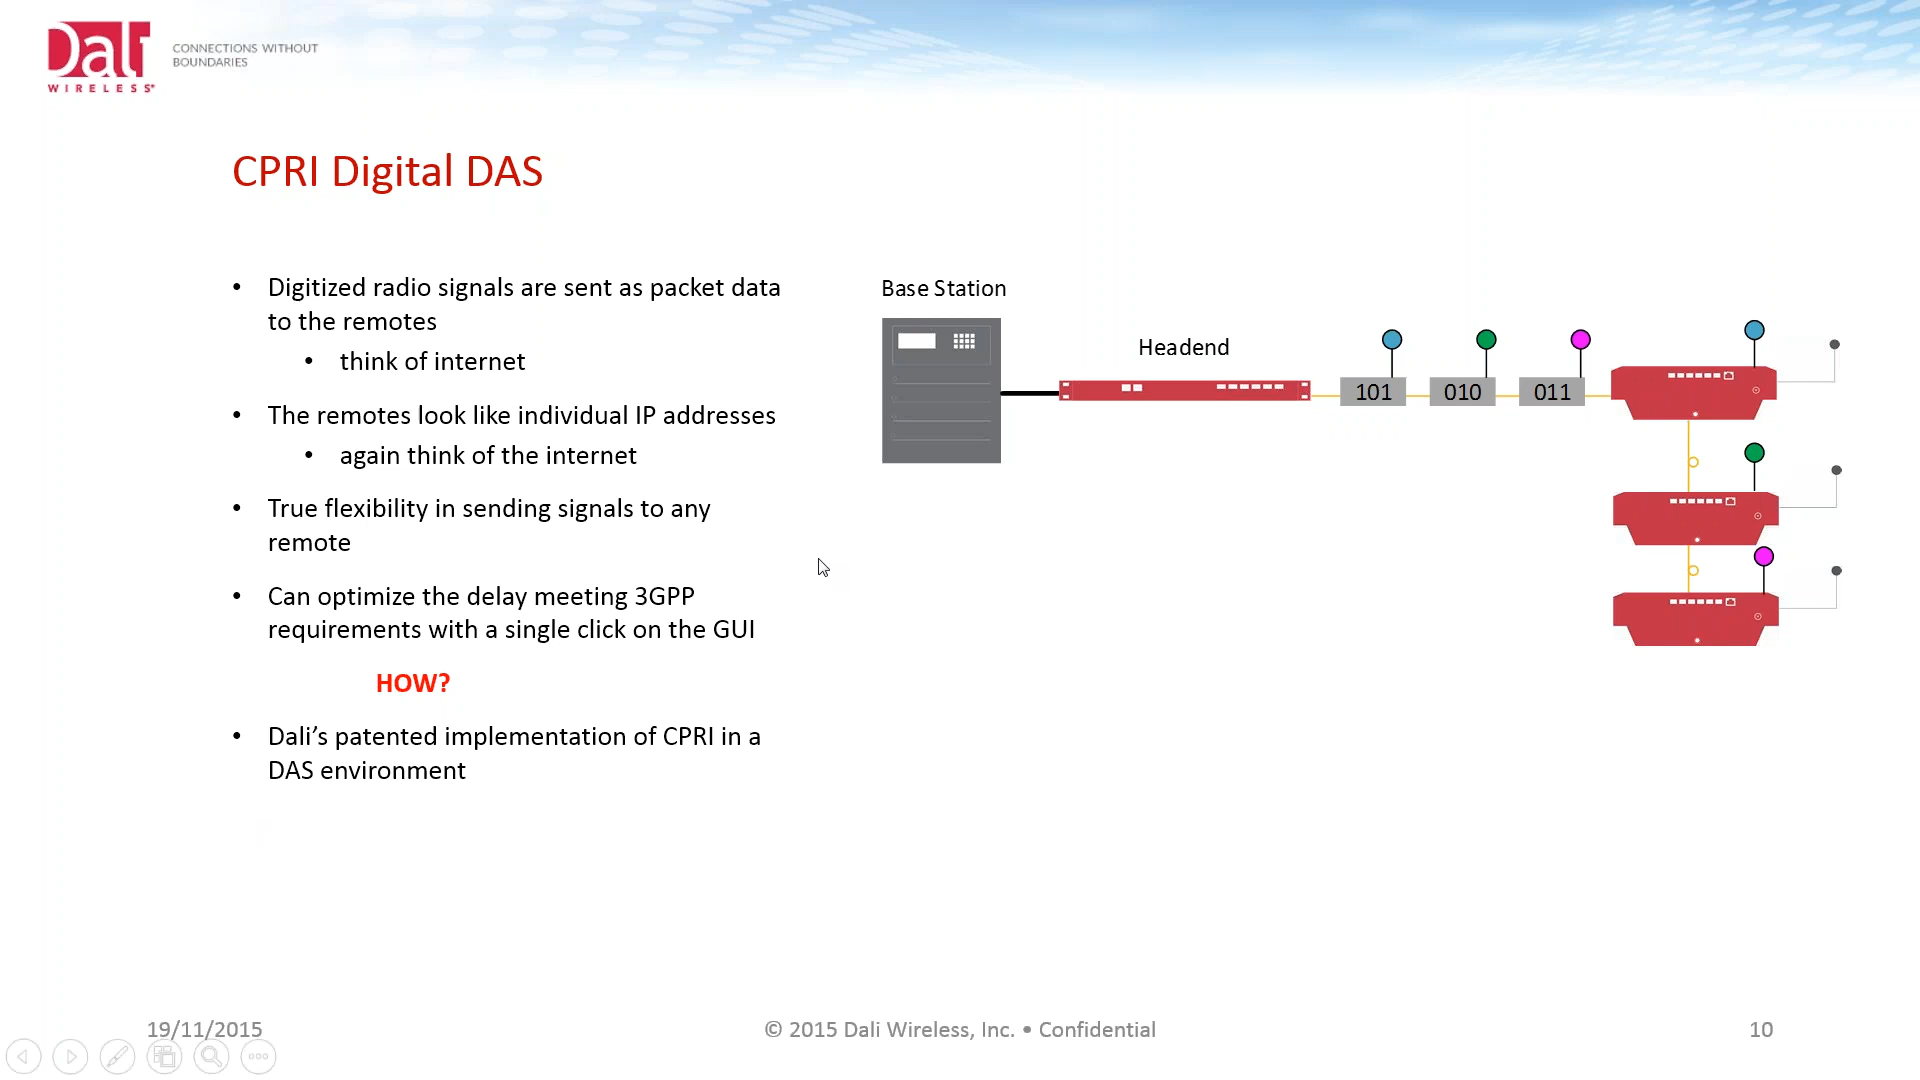 Dali
WIRELESS
CONNECTIONS WITHOUT
BOUNDARIES
CPRI Digital DAS
• Digitized radio signals are sent as packet data
to the remotes
• think of internet
• The remotes look like individual IP addresses
• again think of the internet
• True flexibility in sending signals to any
remote
• Can optimize the delay meeting 3GPP
requirements with a single click on the GUI
HOW?
• Dali’s patented implementation of CPRI in a
DAS environment
Base Station
Headend
101 010 011
19/11/2015
© 2015 Dali Wireless, Inc. • Confidential
10